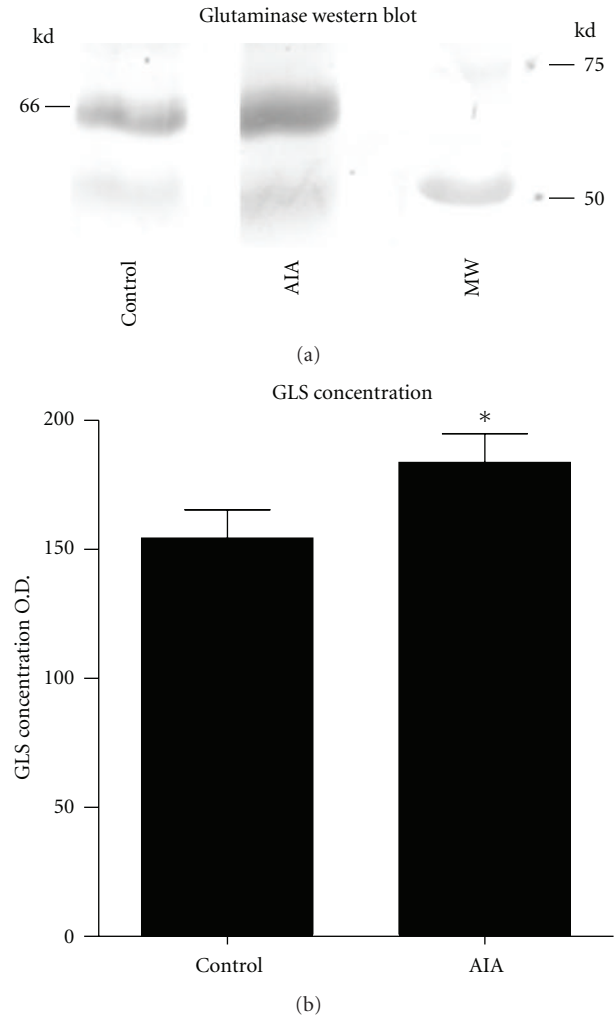 Glutaminase western blot
kd
kd
75
66
50
Control
AIA
MW
(a)
GLS concentration
200
150
100
50
0
GLS concentration O.D.
*
Control
AIA
(b)